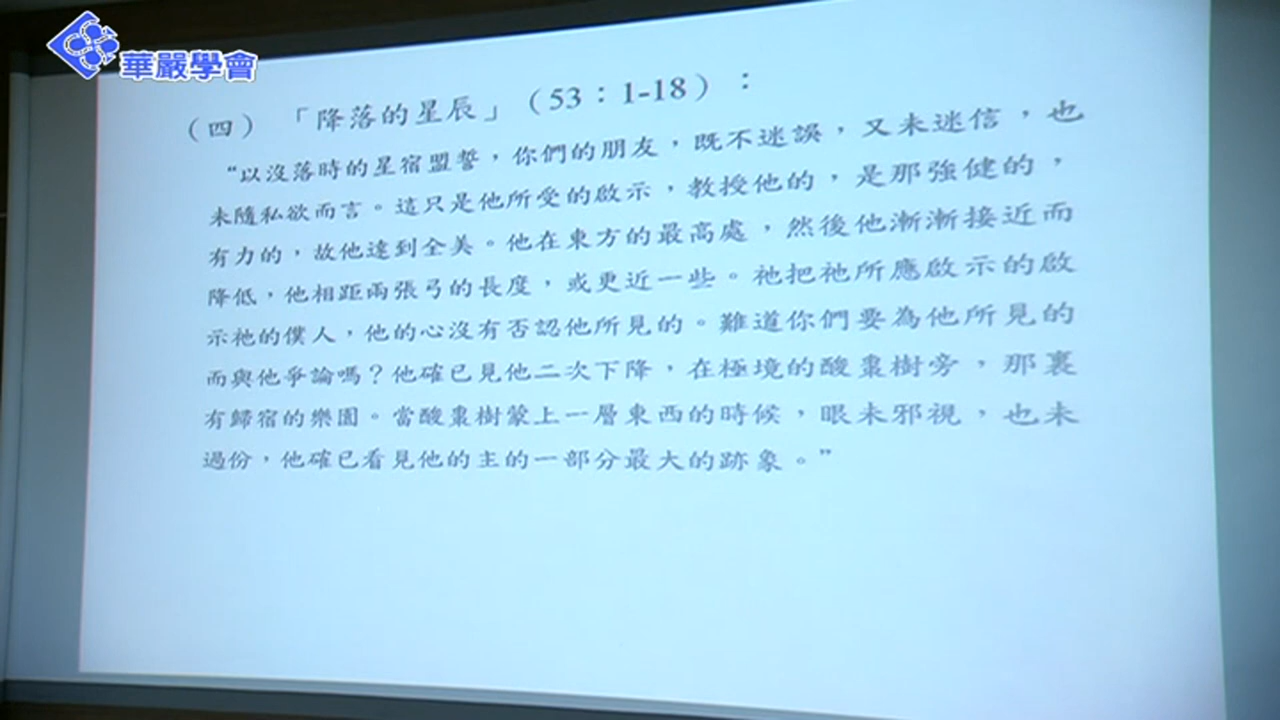 華嚴學會
（四）「降落的星辰」（53：1-18）：
“以沒落時的星宿盟誓，你們的朋友，既不迷誤，又未迷信，也
未隨私欲而言。這只是他所受的啟示，教授他的，是那強健的，
有力的，故他達到全美。他在東方的最高處，然後他漸漸接近而
降低，他相距兩張弓的長度，或更近一些。祂把祂所應啟示的啟
示祂的僕人，他的心沒有否認他所見的。難道你們要為他所見的
而與他爭論嗎？他確已見他二次下降，在極境的酸棗樹旁，那裏
有歸宿的樂園。當酸棗樹蒙上一層東西的時候，眼未邪視，也未
過份，他確已看見他的主的一部分最大的跡象。”